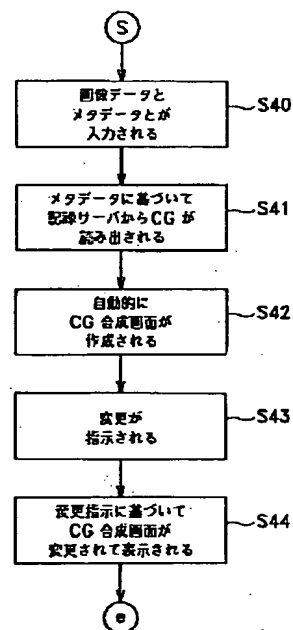 S
画像データと
メタデータとが
入力される
S40
メタデータに基づいて
記録サーバからCGが
読み出される
S41
自動的に
CG合成画面が
作成される
S42
変更が
指示される
S43
変更指示に基づいて
CG合成画面が
変更されて表示される
S44
e